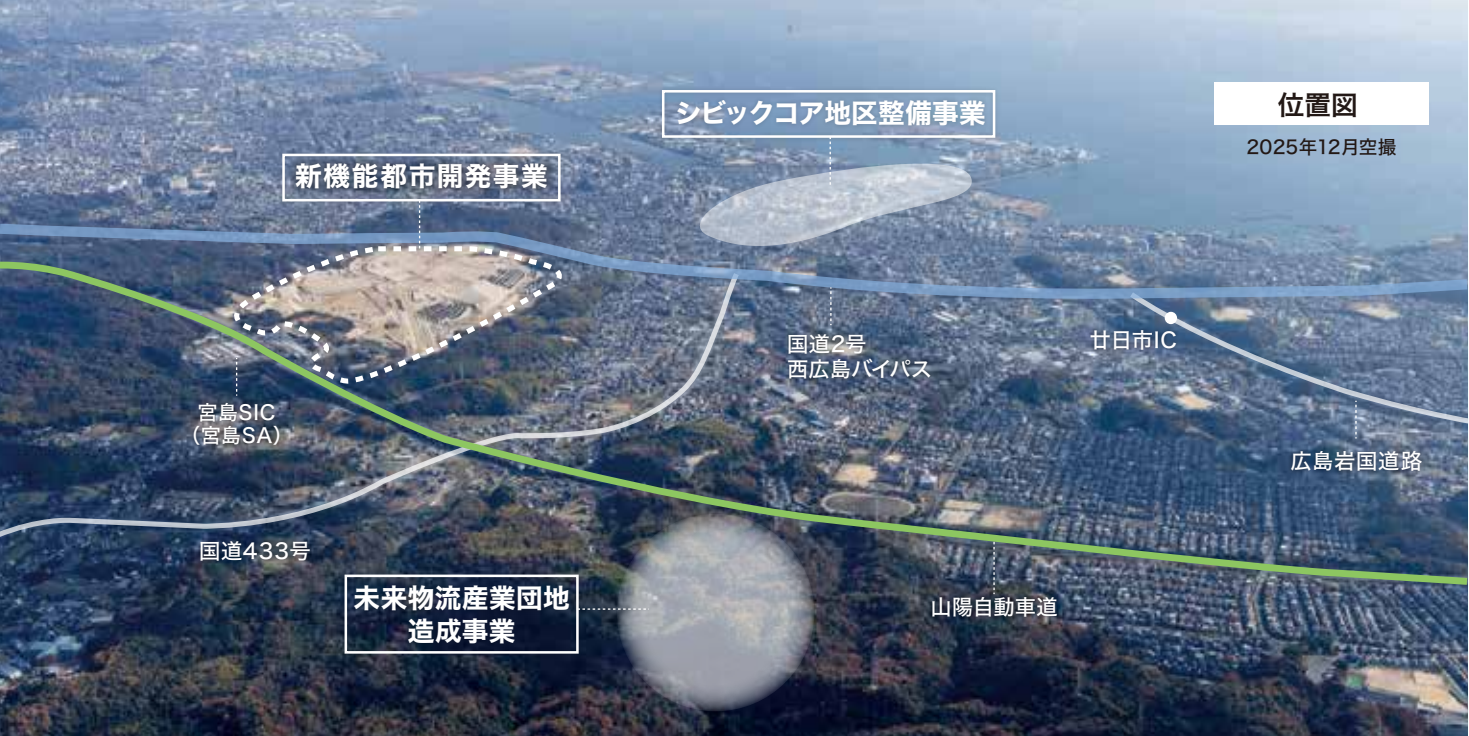 シビックコア地区整備事業
位置図
2025年12月空撮
新機能都市開発事業
国道2号
西広島バイパス
廿日市IC
宮島SIC
（宮島SA）
広島岩国道路
国道433号
未来物流産業団地
造成事業
山陽自動車道